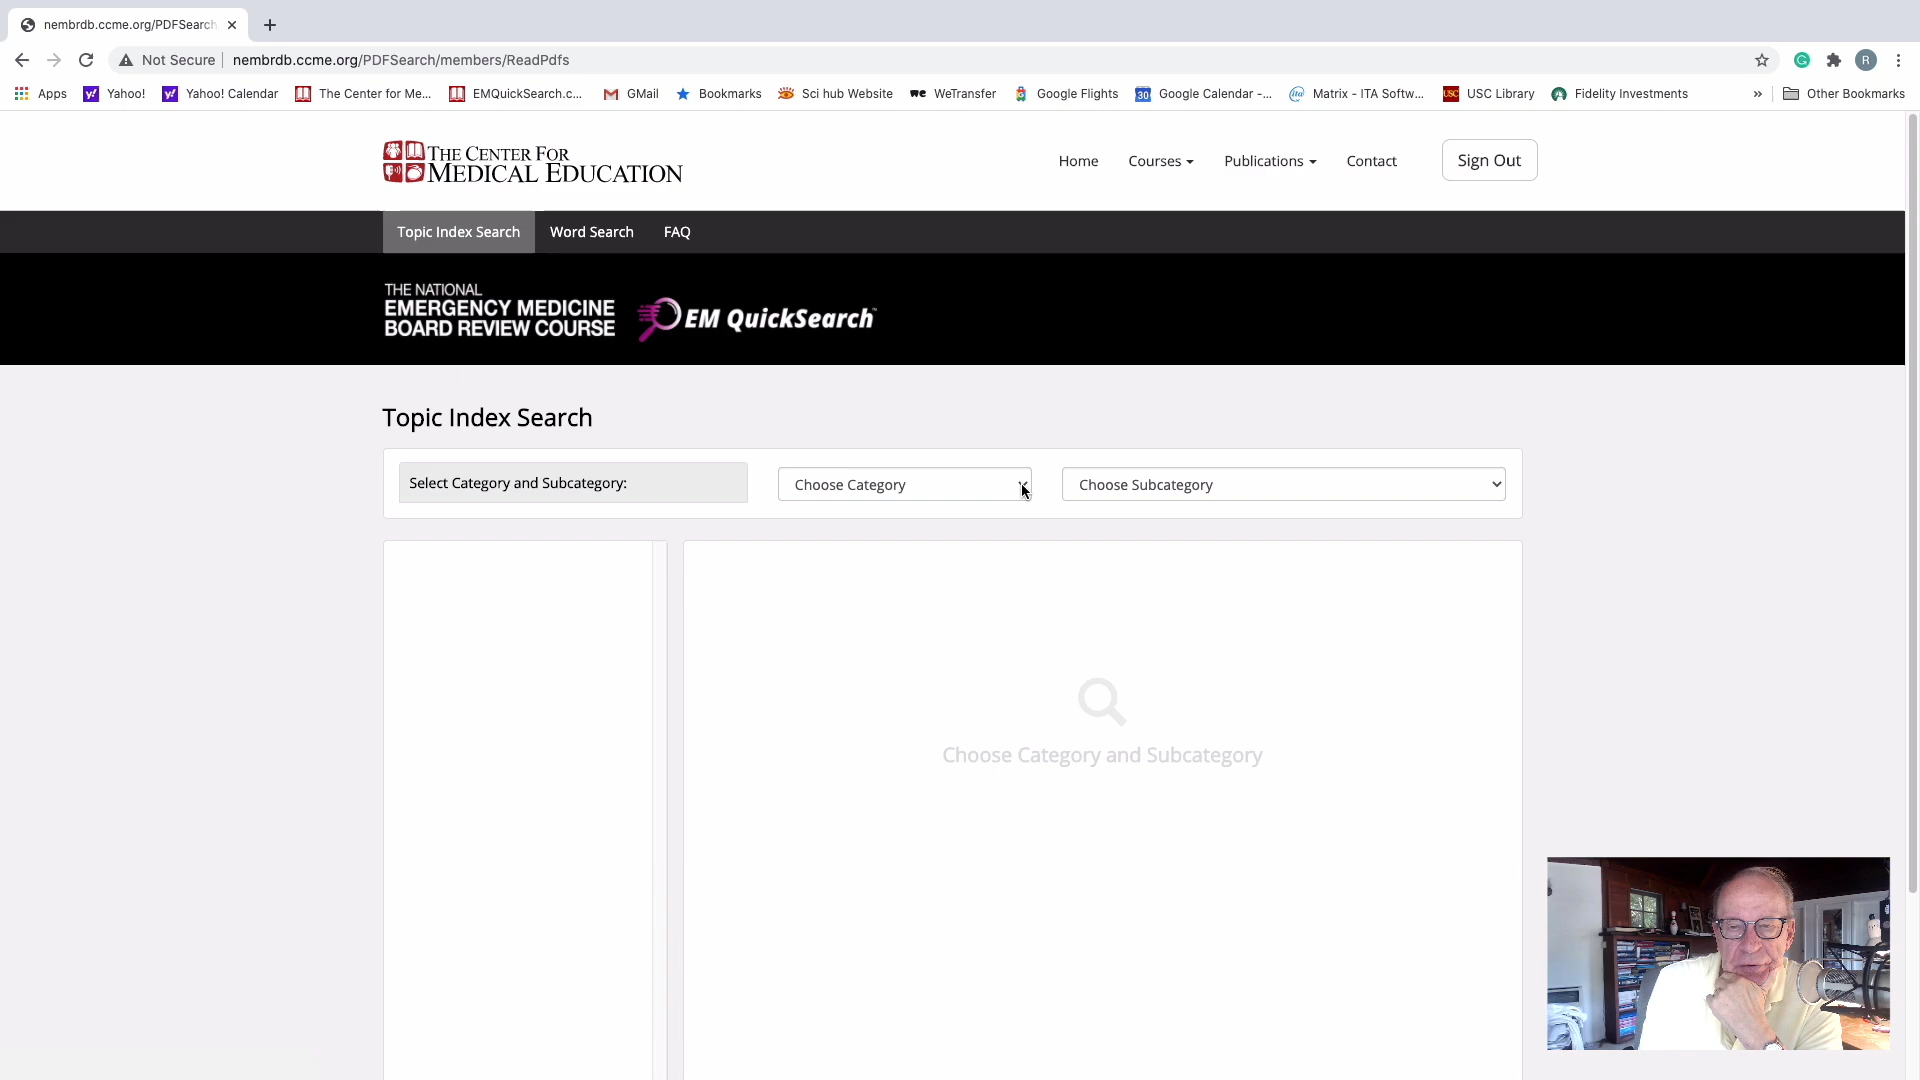 nembrdb.ccme.org/PDFSearch
Not Secure
nembrdb.ccme.org/PDFSearch/members/ReadPdfs
R
Apps
Yahoo!
Yahoo! Calendar
The Center for Me...
EMQuickSearch.c...
GMail
Bookmarks
Sci hub Website
we WeTransfer
Google Flights
30 Google Calendar -...
ita Matrix - ITA Softw...
USC USC Library
Fidelity Investments
»
Other Bookmarks
THE CENTER FOR
MEDICAL EDUCATION
Home
Courses
Publications
Contact
Sign Out
Topic Index Search
Word Search
FAQ
THE NATIONAL
EMERGENCY MEDICINE
BOARD REVIEW COURSE
EM QuickSearch
Topic Index Search
Select Category and Subcategory:
Choose Category
Choose Subcategory
Choose Category and Subcategory